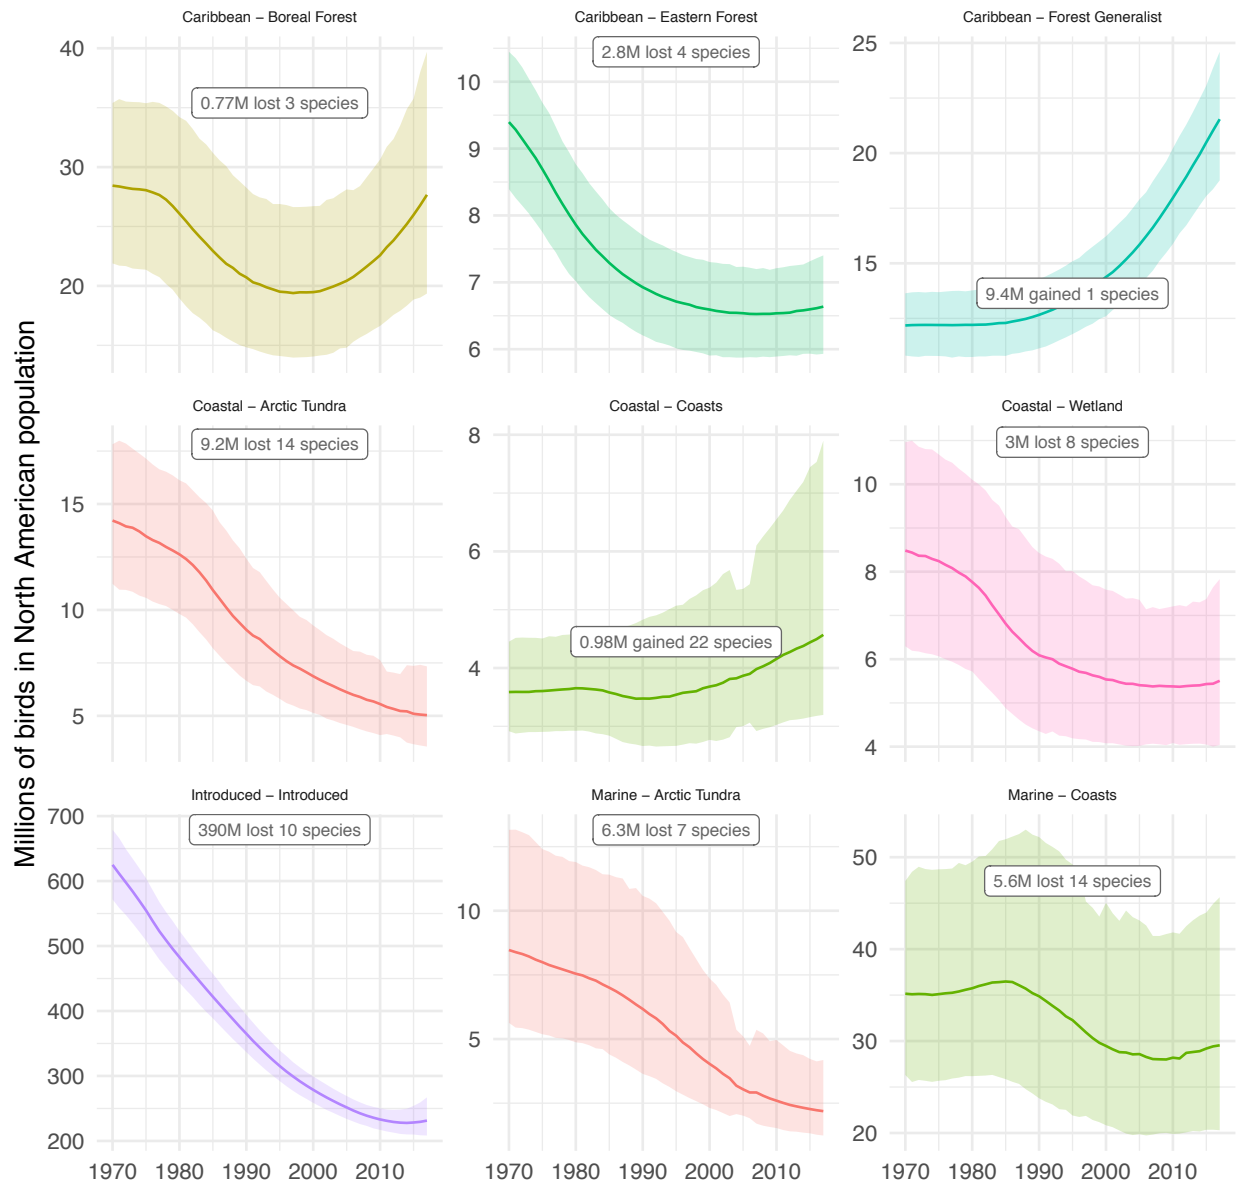 Caribbean – Boreal Forest
Caribbean – Eastern Forest
Caribbean – Forest Generalist
40
30
20
0.77M lost 3 species
10
9
8
7
6
2.8M lost 4 species
25
20
15
9.4M gained 1 species
Millions of birds in North American population
Coastal – Arctic Tundra
Coastal – Coasts
Coastal – Wetland
15
10
5
9.2M lost 14 species
8
6
4
0.98M gained 22 species
10
8
6
4
3M lost 8 species
Introduced – Introduced
Marine – Arctic Tundra
Marine – Coasts
700
600
500
400
300
200
390M lost 10 species
10
5
6.3M lost 7 species
50
40
30
20
5.6M lost 14 species
1970 1980 1990 2000 2010
1970 1980 1990 2000 2010
1970 1980 1990 2000 2010